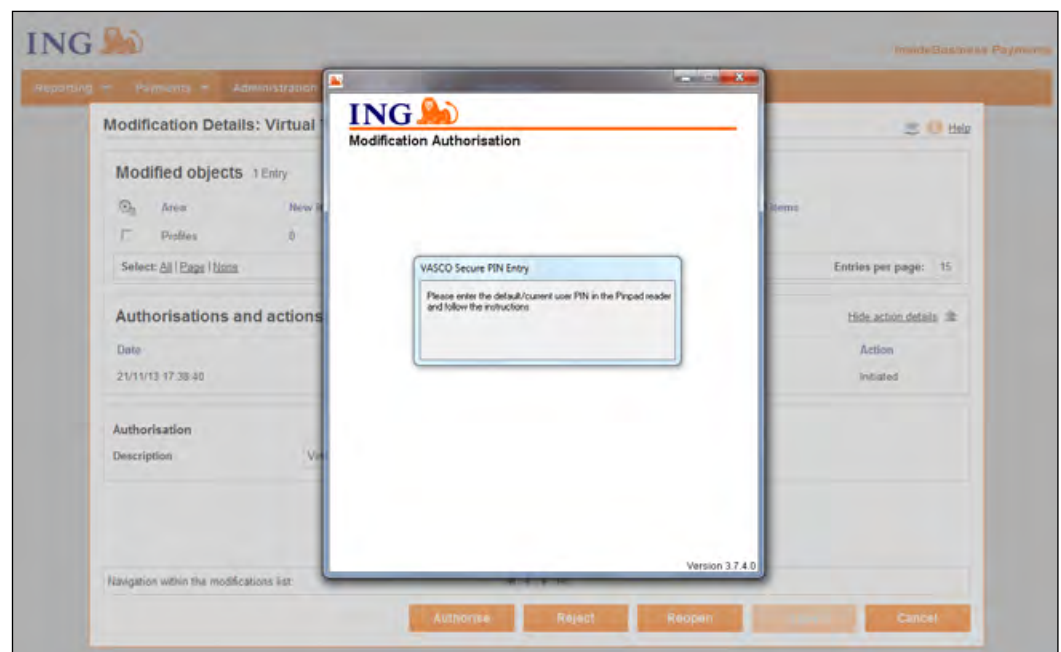 ING
InsideBusiness Payments
Reporting
Payments
Administration
Modification Details: Virtual
Help
Modified objects 1 Entry
Area
New
items
Profiles
0
Select: All | Page | None
Entries per page: 15
Authorisations and actions
Hide action details
Date
Action
21/11/13 17:38:40
Initiated
Authorisation
Description
Navigation within the modifications list
Authorise
Reject
Reopen
Cancel
ING
Modification Authorisation
VASCO Secure PIN Entry
Please enter the default/current user PIN in the Pinpad reader
and follow the instructions
Version 3.7.4.0